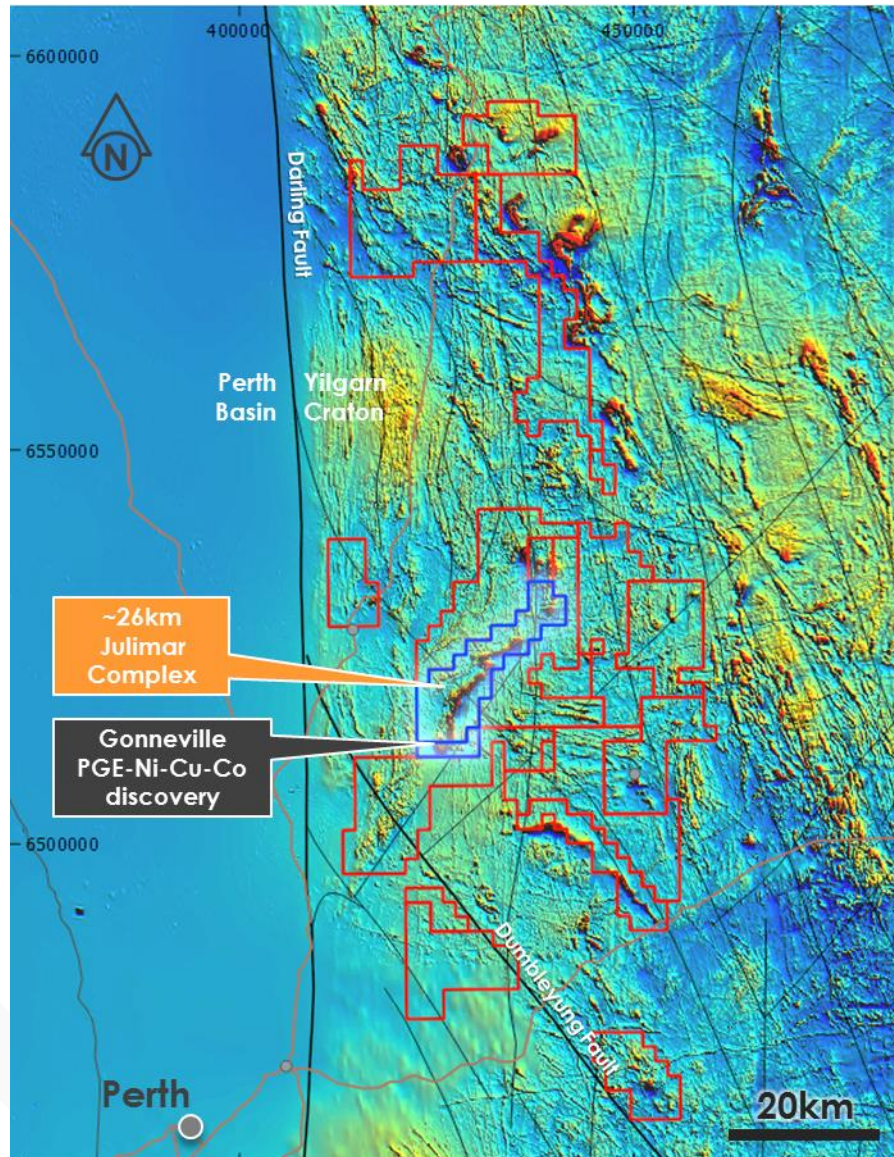 400000
450000
6600000
N
Darling Fault
Perth Yilgarn
Basin Craton
6550000
~26km
Julimar
Complex
Gonneville
PGE-Ni-Cu-Co
discovery
6500000
Dumbleyung Fault
Perth
20km